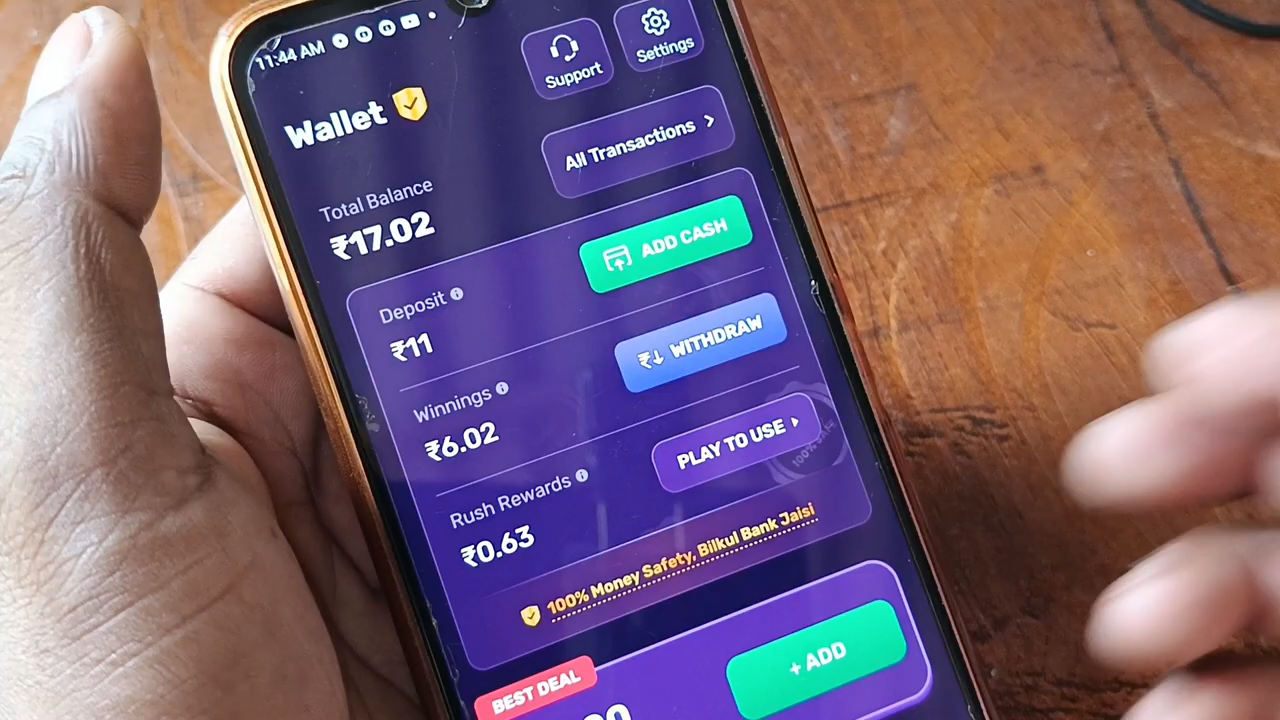 11:44 AM
Support
Settings
Wallet
All Transactions >
Total Balance
₹17.02
ADD CASH
Deposit
₹11
₹↓ WITHDRAW
Winnings
₹6.02
PLAY TO USE
Rush Rewards
₹0.63
100% Money Safety, Bilkul Bank Jaisi
BEST DEAL
+ ADD